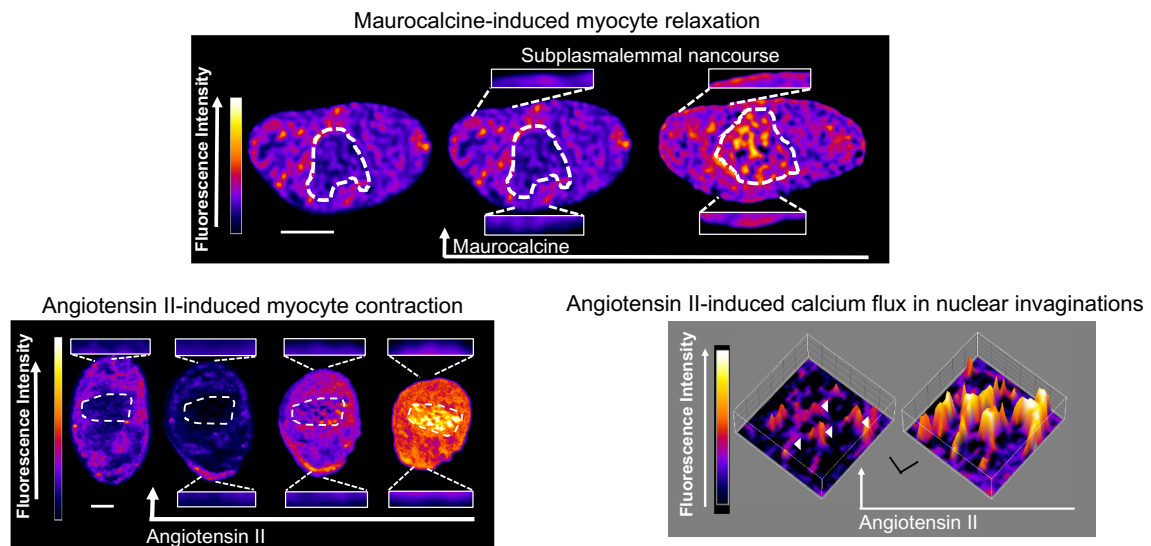 Maurocalcine-induced myocyte relaxation
Subplasmalemmal nancourse
Fluorescence Intensity
Maurocalcine
Angiotensin II-induced myocyte contraction
Fluorescence Intensity
Angiotensin II
Angiotensin II-induced calcium flux in nuclear invaginations
Fluorescence Intensity
Angiotensin II